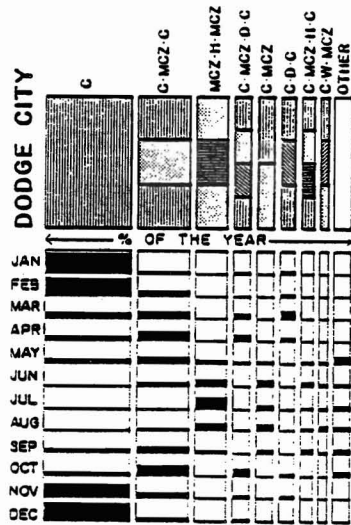 DODGE CITY
C
C-MCZ-C
MCZ-H-MCZ
C-MCZ-D-C
C-MCZ
C-D-C
C-MCZ-H-C
C-W-MCZ
OTHER
% OF THE YEAR
JAN
FEB
MAR
APR
MAY
JUN
JUL
AUG
SEP
OCT
NOV
DEC